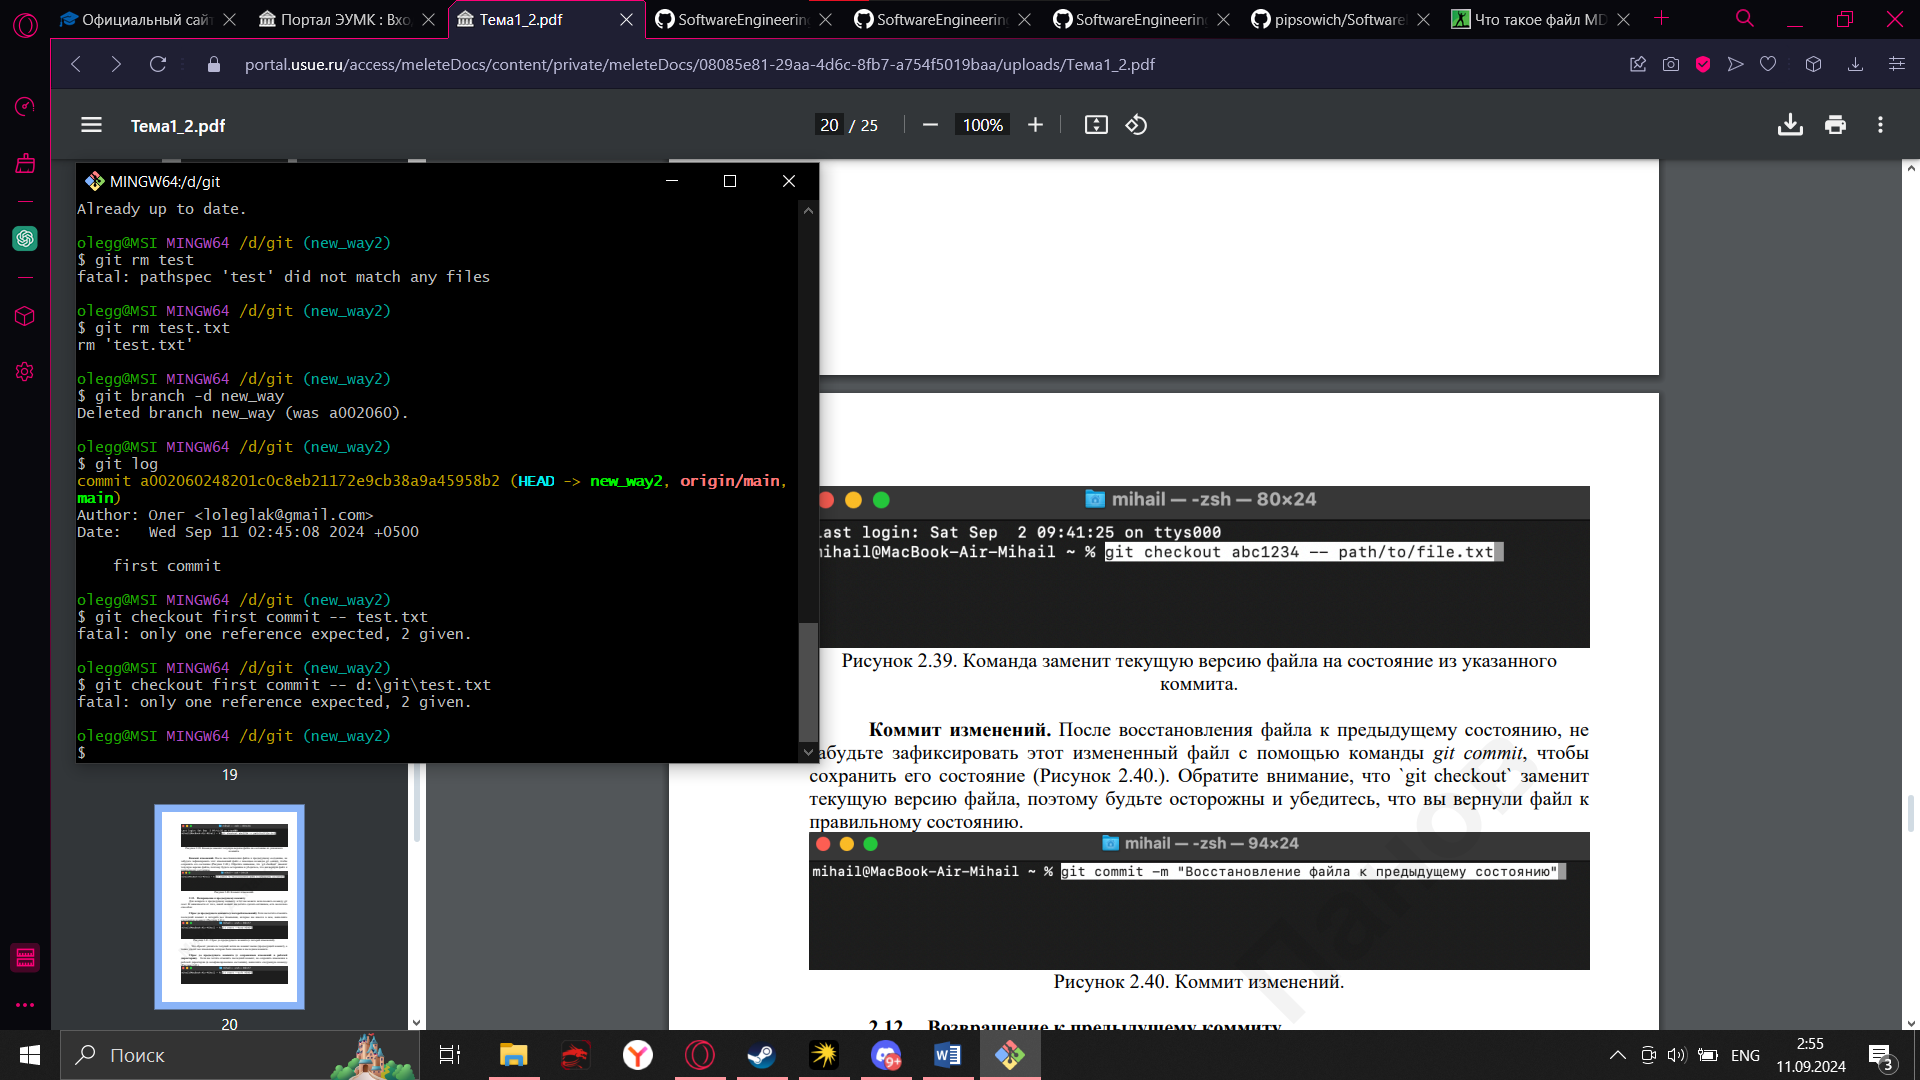 Официальный сай
Портал ЭУМК : Вхо
Тема1_2.pdf
SoftwareEngineerin
SoftwareEngineerin
SoftwareEngineerin
pipsowich/Software
Что такое файл MD
portal.usue.ru/access/meleteDocs/content/private/meleteDocs/08085e81-29aa-4d6c-8fb7-a754f5019baa/uploads/Тема1_2.pdf
Тема1_2.pdf
20 / 25
100%
MINGW64:/d/git
Already up to date.
olegg@MSI MINGW64 /d/git (new_way2)
$ git rm test
fatal: pathspec 'test' did not match any files
olegg@MSI MINGW64 /d/git (new_way2)
$ git rm test.txt
rm 'test.txt'
olegg@MSI MINGW64 /d/git (new_way2)
$ git branch -d new_way
Deleted branch new_way (was a002060).
olegg@MSI MINGW64 /d/git (new_way2)
$ git log
commit a002060248201c0c8eb21172e9cb38a9a45958b2 (HEAD -> new_way2, origin/main,
main)
Author: Олег <loleglak@gmail.com>
Date:   Wed Sep 11 02:45:08 2024 +0500
first commit
olegg@MSI MINGW64 /d/git (new_way2)
$ git checkout first commit -- test.txt
fatal: only one reference expected, 2 given.
olegg@MSI MINGW64 /d/git (new_way2)
$ git checkout first commit -- d:\git\test.txt
fatal: only one reference expected, 2 given.
olegg@MSI MINGW64 /d/git (new_way2)
$
19
20
mihail — -zsh — 80×24
ast login: Sat Sep  2 09:41:25 on ttys000
mihail@MacBook-Air-Mihail ~ % git checkout abc1234 -- path/to/file.txt
Рисунок 2.39. Команда заменит текущую версию файла на состояние из указанного
коммита.
Коммит изменений. После восстановления файла к предыдущему состоянию, не
забудьте зафиксировать этот измененный файл с помощью команды git commit, чтобы
сохранить его состояние (Рисунок 2.40.). Обратите внимание, что `git checkout` заменит
текущую версию файла, поэтому будьте осторожны и убедитесь, что вы вернули файл к
правильному состоянию.
mihail — -zsh — 94×24
mihail@MacBook-Air-Mihail ~ % git commit -m "Восстановление файла к предыдущему состоянию"
Рисунок 2.40. Коммит изменений.
2.12. Возвращение к предыдущему коммиту
Поиск
9+
ENG
2:55
11.09.2024
3